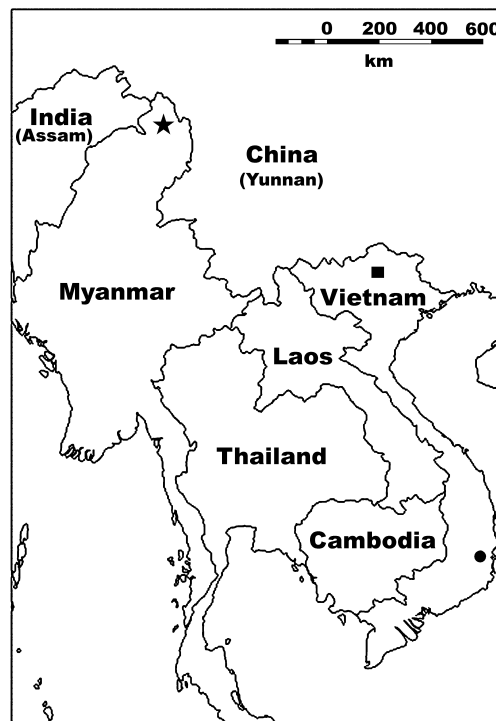 0 200 400 600
km
India
(Assam)
China
(Yunnan)
Myanmar
Vietnam
Laos
Thailand
Cambodia